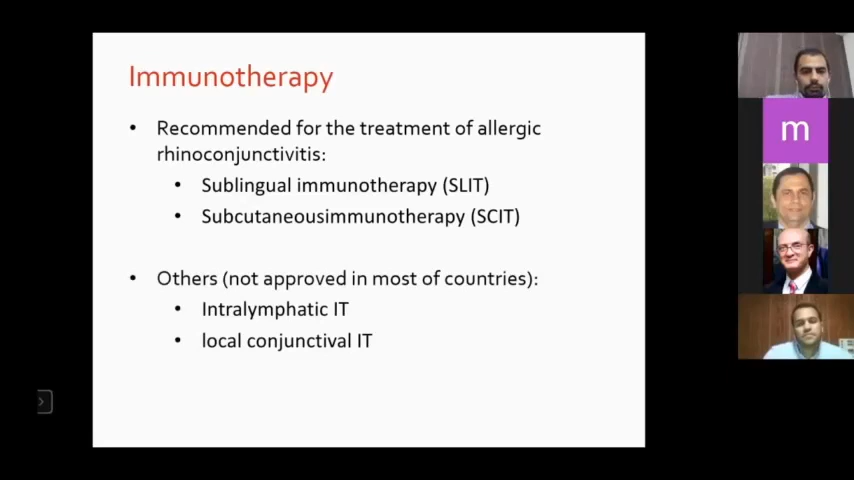 Immunotherapy
• Recommended for the treatment of allergic
rhinoconjunctivitis:
• Sublingual immunotherapy (SLIT)
• Subcutaneousimmunotherapy (SCIT)
• Others (not approved in most of countries):
• Intralymphatic IT
• local conjunctival IT
m